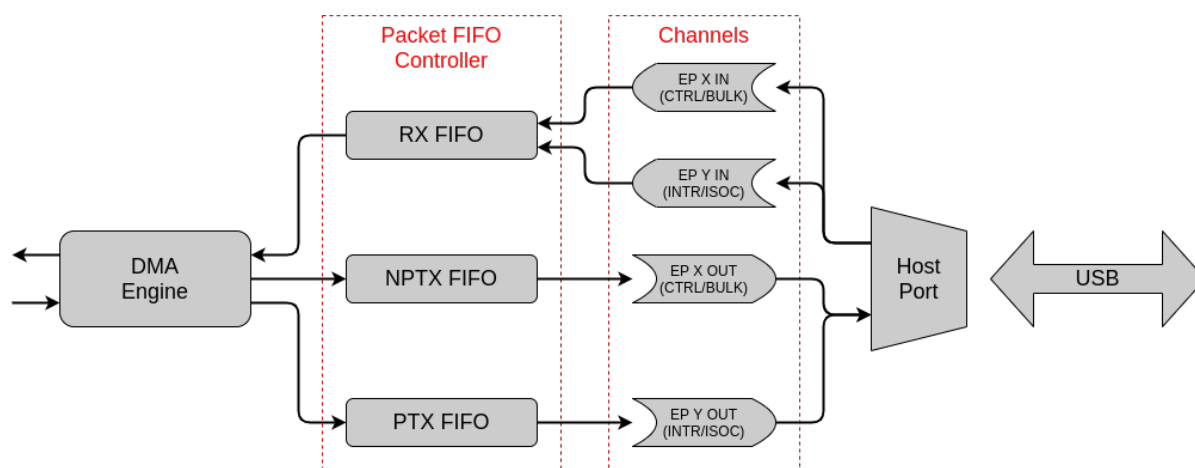 Packet FIFO
Controller
Channels
EP X IN
(CTRL/BULK)
RX FIFO
EP Y IN
(INTR/ISOC)
DMA
Engine
NPTX FIFO
EP X OUT
(CTRL/BULK)
Host
Port
USB
PTX FIFO
EP Y OUT
(INTR/ISOC)